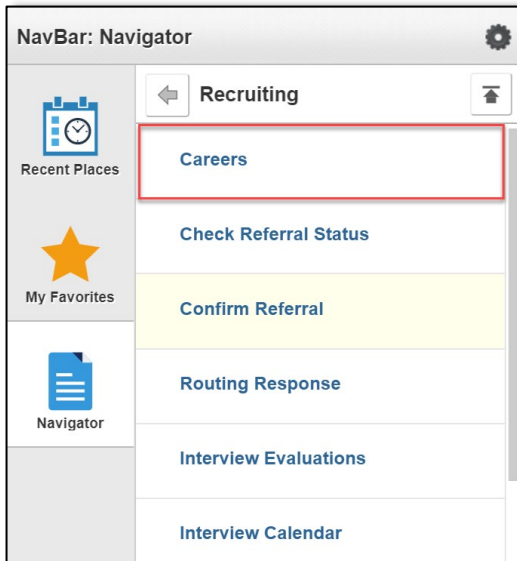 NavBar: Navigator
Recruiting
Recent Places
My Favorites
Navigator
Careers
Check Referral Status
Confirm Referral
Routing Response
Interview Evaluations
Interview Calendar